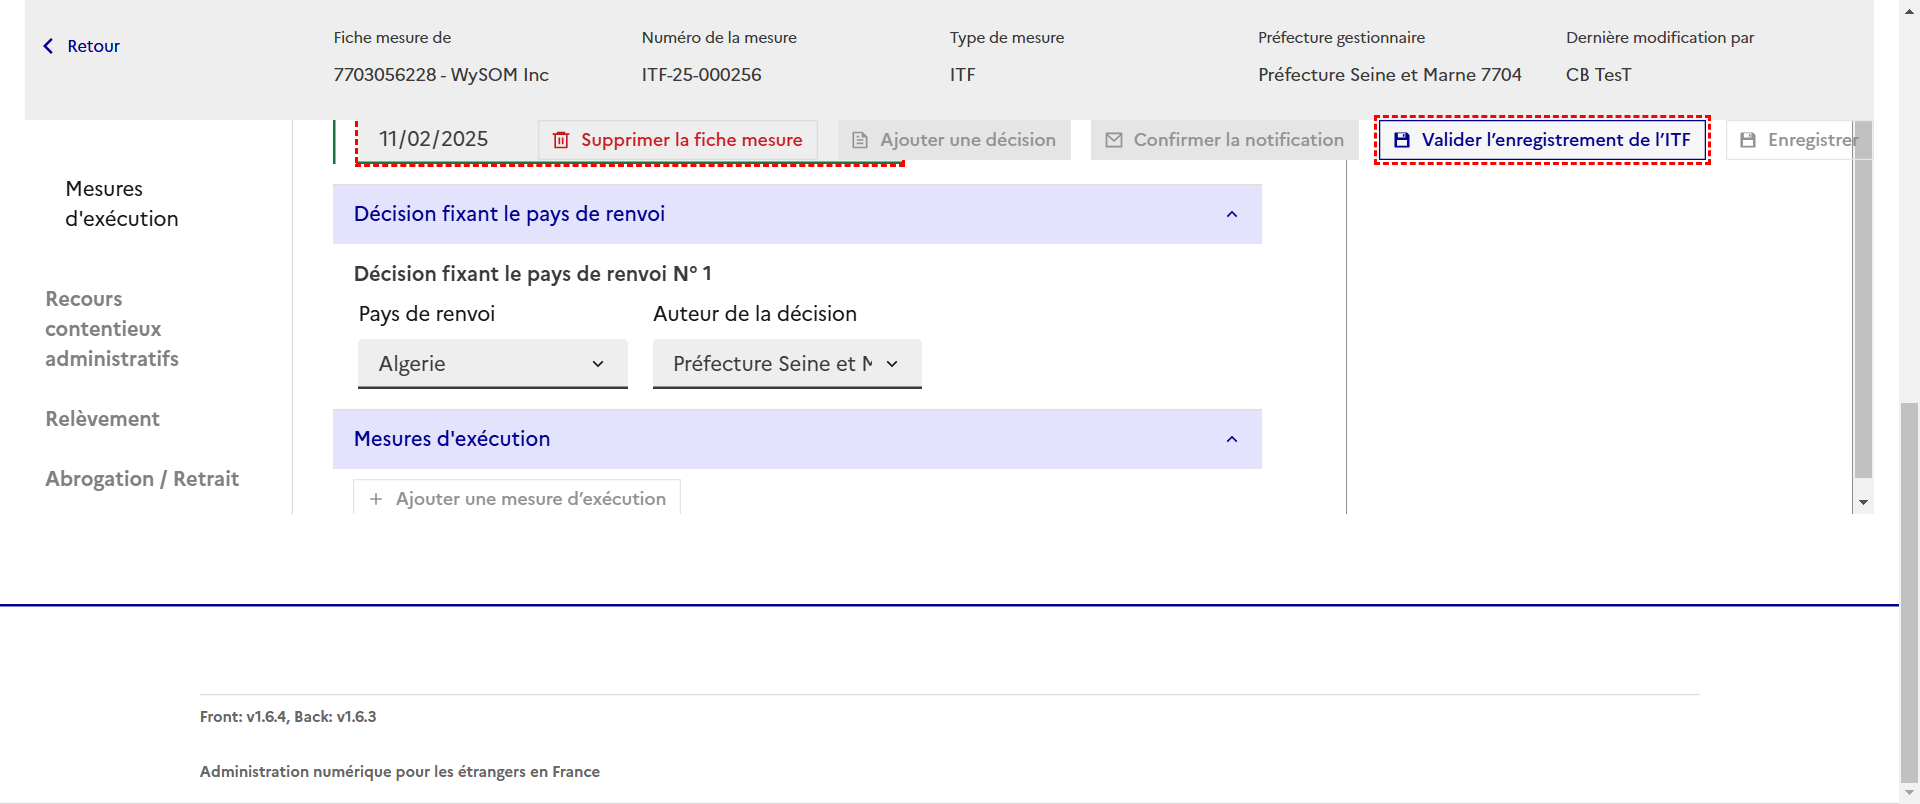 Retour
Fiche mesure de
7703056228 - WySOM Inc
Numéro de la mesure
ITF-25-000256
Type de mesure
ITF
Préfecture gestionnaire
Préfecture Seine et Marne 7704
Dernière modification par
CB TesT
11/02/2025
Supprimer la fiche mesure
Ajouter une décision
Confirmer la notification
Valider l’enregistrement de l’ITF
Enregistrer
Mesures
d'exécution
Recours
contentieux
administratifs
Relèvement
Abrogation / Retrait
Décision fixant le pays de renvoi
Décision fixant le pays de renvoi N° 1
Pays de renvoi
Algerie
Auteur de la décision
Préfecture Seine et
Mesures d'exécution
+ Ajouter une mesure d’exécution
Front: v1.6.4, Back: v1.6.3
Administration numérique pour les étrangers en France